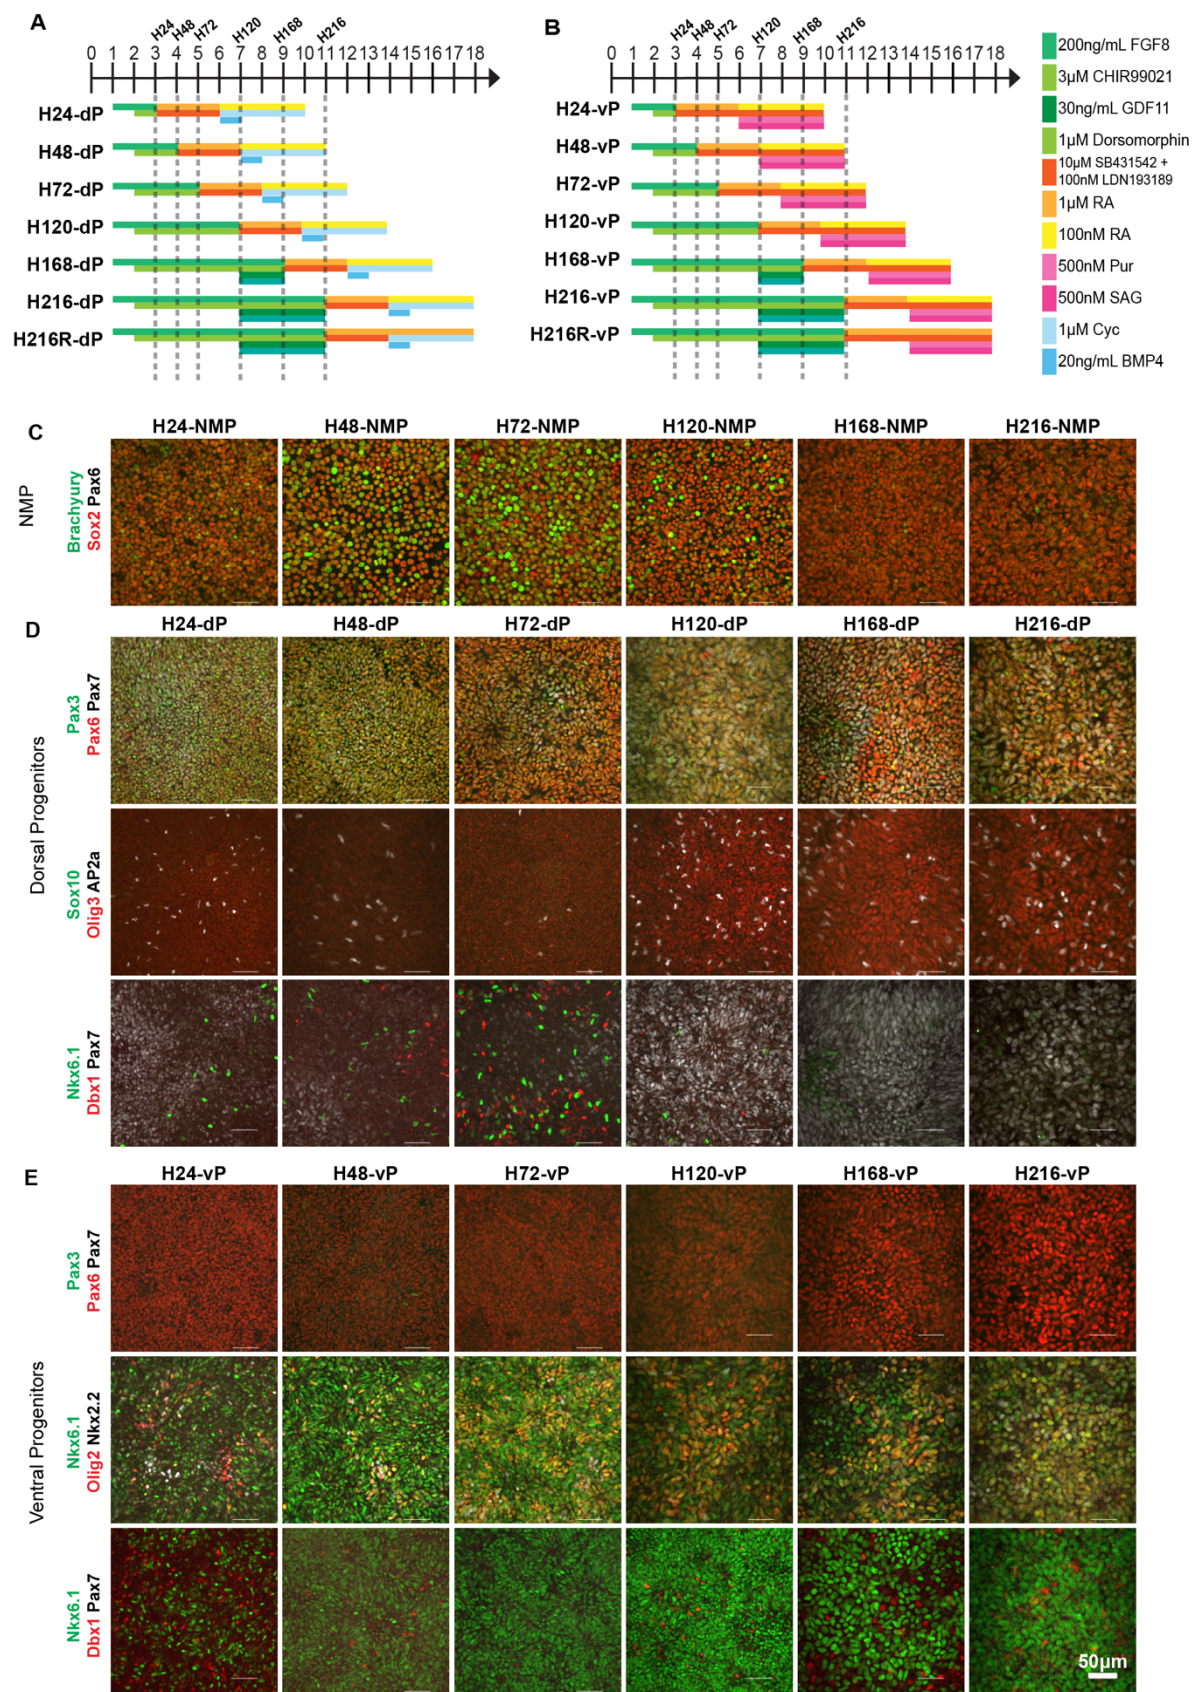 A
H24 H48 H72 H120 H168 H216
0 1 2 3 4 5 6 7 8 9 10 11 12 13 14 15 16 17 18
H24-dP
H48-dP
H72-dP
H120-dP
H168-dP
H216-dP
H216R-dP
B
H24 H48 H72 H120 H168 H216
0 1 2 3 4 5 6 7 8 9 10 11 12 13 14 15 16 17 18
H24-vP
H48-vP
H72-vP
H120-vP
H168-vP
H216-vP
H216R-vP
200ng/mL FGF8
3µM CHIR99021
30ng/mL GDF11
1µM Dorsomorphin
10µM SB431542 +
100nM LDN193189
1µM RA
100nM RA
500nM Pur
500nM SAG
1µM Cyc
20ng/mL BMP4
C
H24-NMP H48-NMP H72-NMP H120-NMP H168-NMP H216-NMP
NMP
Brachyury
Sox2 Pax6
D
H24-dP H48-dP H72-dP H120-dP H168-dP H216-dP
Dorsal Progenitors
Pax3
Pax6 Pax7
Sox10
Olig3 AP2a
Nkx6.1
Dbx1 Pax7
E
H24-vP H48-vP H72-vP H120-vP H168-vP H216-vP
Ventral Progenitors
Pax3
Pax6 Pax7
Nkx6.1
Olig2 Nkx2.2
Nkx6.1
Dbx1 Pax7
50µm